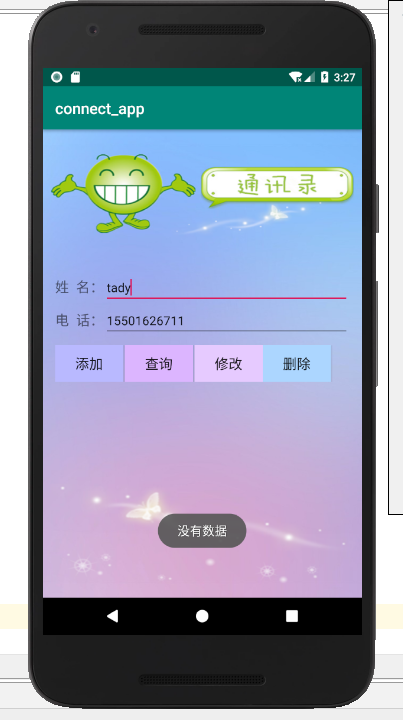 3:27
connect_app
通讯录
姓 名： tady
电 话： 15501626711
添加 查询 修改 删除
没有数据